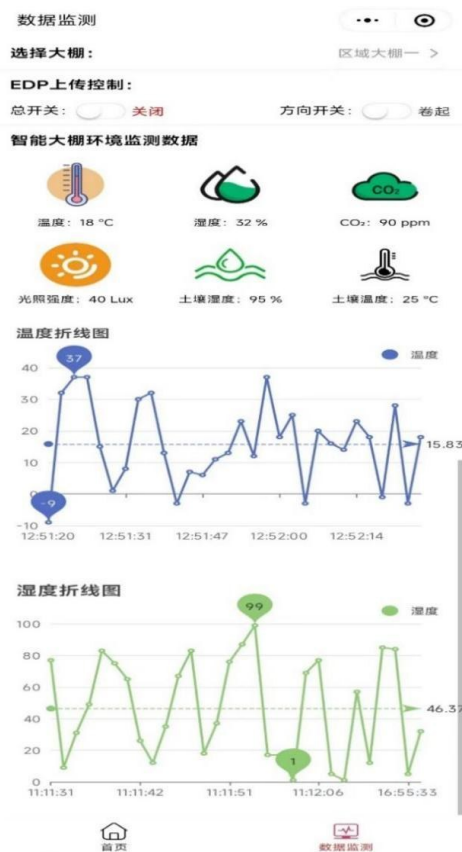 数据监测
选择大棚： 区域大棚一 >
EDP上传控制：
总开关： 关闭 方向开关： 卷起
智能大棚环境监测数据
CO₂
温度：18 °C 湿度：32 % CO₂：90 ppm
光照强度：40 Lux 土壤湿度：95 % 土壤温度：25 °C
温度折线图
温度
37
40
30
20
15.83
10
0
-9
-10
12:51:20 12:51:31 12:51:47 12:52:00 12:52:14
湿度折线图
湿度
99
100
80
60
46.37
40
20
1
0
11:11:31 11:11:42 11:11:51 11:12:06 16:55:33
首页 数据监测